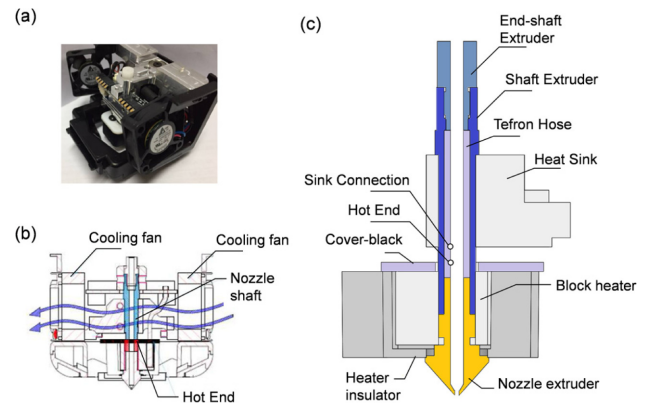 (a)
(b)
Cooling fan
Cooling fan
Nozzle
shaft
Hot End
(c)
End-shaft
Extruder
Shaft Extruder
Tefron Hose
Heat Sink
Sink Connection
Hot End
Cover-black
Block heater
Heater
insulator
Nozzle extruder